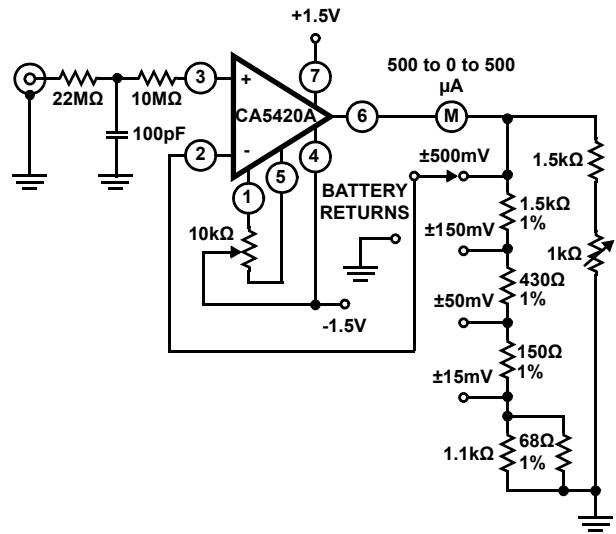 +1.5V
500 to 0 to 500
µA
3
7
+
22MΩ
10MΩ
CA5420A
6
M
100pF
2
-
4
5
1
±500mV
1.5kΩ
BATTERY
RETURNS
1.5kΩ
1%
10kΩ
±150mV
1kΩ
430Ω
1%
-1.5V
±50mV
150Ω
1%
±15mV
1.1kΩ
68Ω
1%